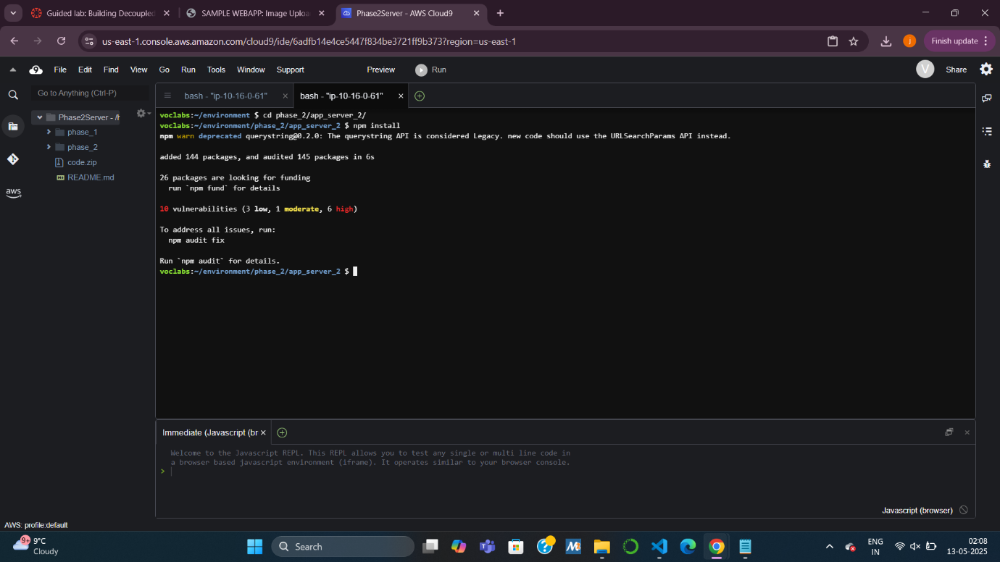 Guided lab: Building Decoupled
SAMPLE WEBAPP: Image Uploa
Phase2Server - AWS Cloud9
us-east-1.console.aws.amazon.com/cloud9/ide/6adfb14e4ce5447f834be3721ff9b373?region=us-east-1
j
Finish update
9
File Edit Find View Go Run Tools Window Support Preview Run
V
Share
Go to Anything (Ctrl-P)
bash - "ip-10-16-0-61"
bash - "ip-10-16-0-61"
Phase2Server - /h
phase_1
phase_2
code.zip
README.md
aws
voclabs:~/environment $ cd phase_2/app_server_2/
voclabs:~/environment/phase_2/app_server_2 $ npm install
npm warn deprecated querystring@0.2.0: The querystring API is considered Legacy. new code should use the URLSearchParams API instead.
added 144 packages, and audited 145 packages in 6s
26 packages are looking for funding
run `npm fund` for details
10 vulnerabilities (3 low, 1 moderate, 6 high)
To address all issues, run:
npm audit fix
Run `npm audit` for details.
voclabs:~/environment/phase_2/app_server_2 $
Immediate (Javascript (br
Welcome to the Javascript REPL. This REPL allows you to test any single or multi line code in
a browser based javascript environment (iframe). It operates similar to your browser console.
>
Javascript (browser)
AWS: profile:default
9+
9°C
Cloudy
Search
ENG
IN
02:08
13-05-2025